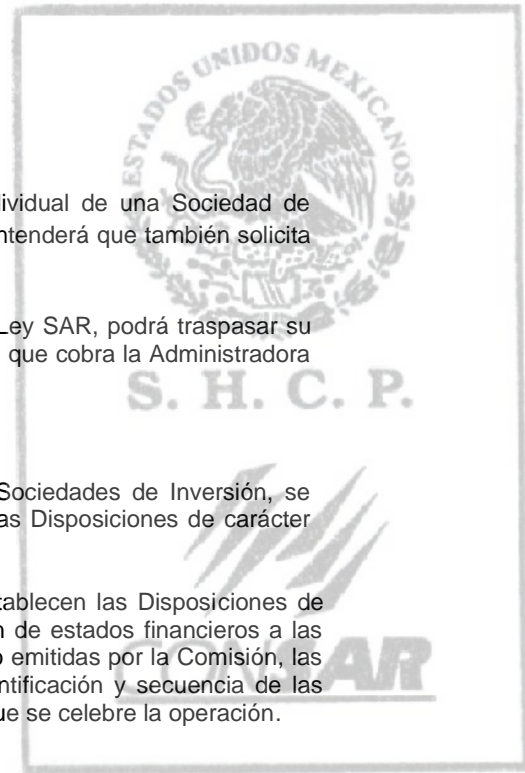 ESTADOS UNIDOS MEXICANOS
dividual de una Sociedad de
ntenderá que también solicita
Ley SAR, podrá traspasar su
que cobra la Administradora
S. H. C. P.
Sociedades de Inversión, se
as Disposiciones de carácter
tablecen las Disposiciones de
n de estados financieros a las
o emitidas por la Comisión, las
CONSAR
ntificación y secuencia de las
ue se celebre la operación.